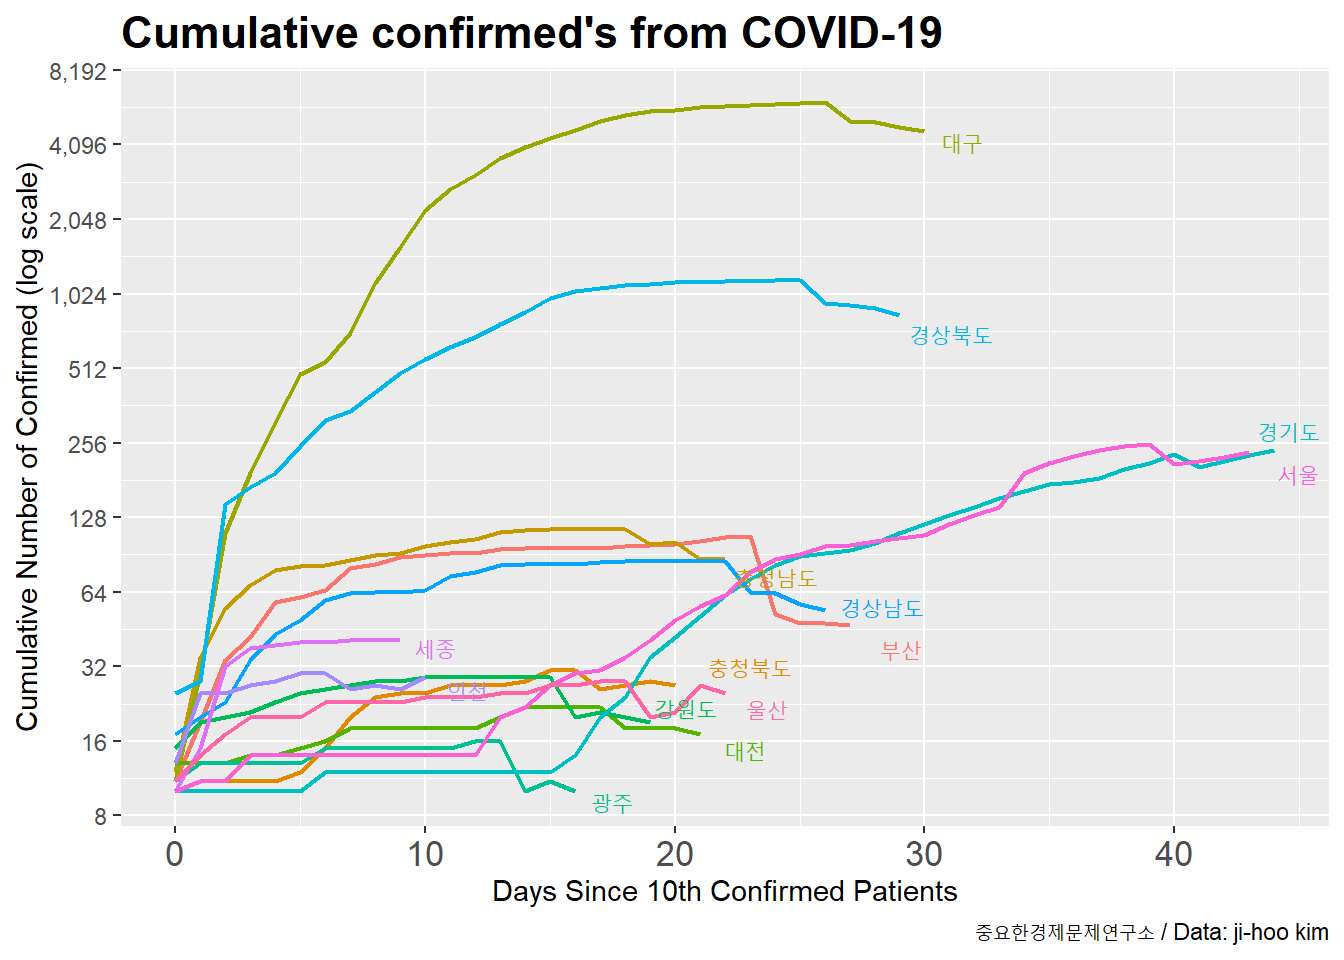 Cumulative confirmed's from COVID-19
Cumulative Number of Confirmed (log scale)
8,192
4,096
2,048
1,024
512
256
128
64
32
16
8
대구
경상북도
경기도
서울
충청남도
경상남도
부산
세종
충청북도
인천
강원도
울산
대전
광주
0 10 20 30 40
Days Since 10th Confirmed Patients
중요한경제문제연구소 / Data: ji-hoo kim